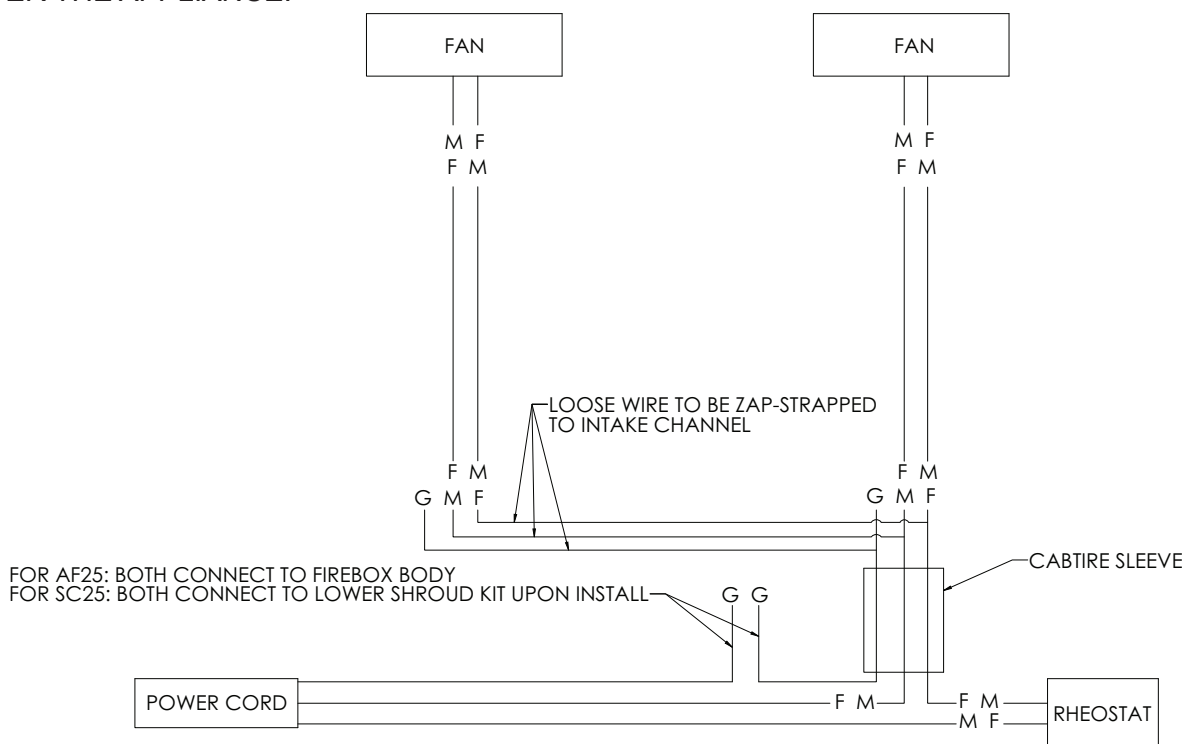 FAN FAN
M F M F
F M F M
LOOSE WIRE TO BE ZAP-STRAPPED
TO INTAKE CHANNEL
F M F M
G M F G M F
CABTIRE SLEEVE
FOR AF25: BOTH CONNECT TO FIREBOX BODY
FOR SC25: BOTH CONNECT TO LOWER SHROUD KIT UPON INSTALL
G G
POWER CORD
F M
F M
M F
RHEOSTAT